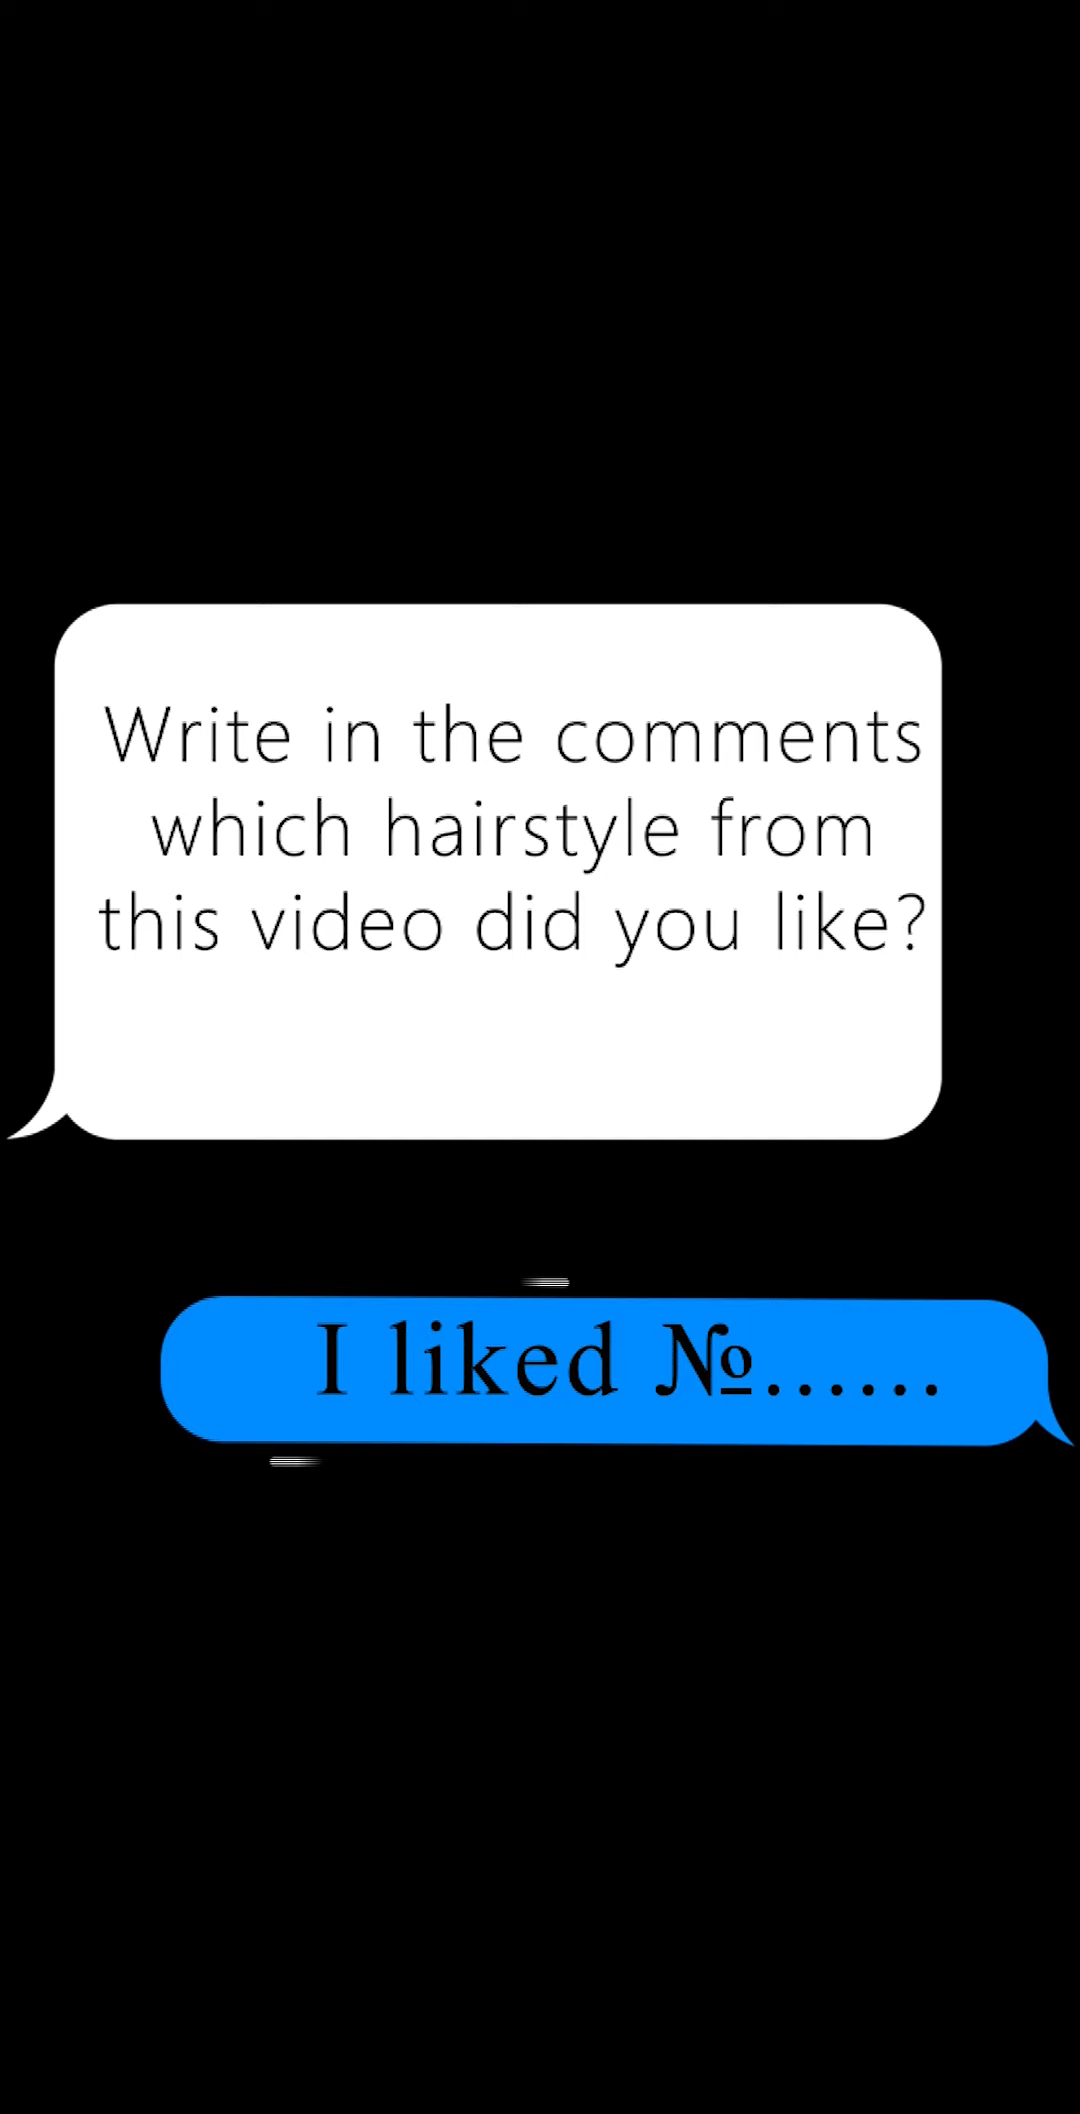 Write in the comments
which hairstyle from
this video did you like?
I liked №......